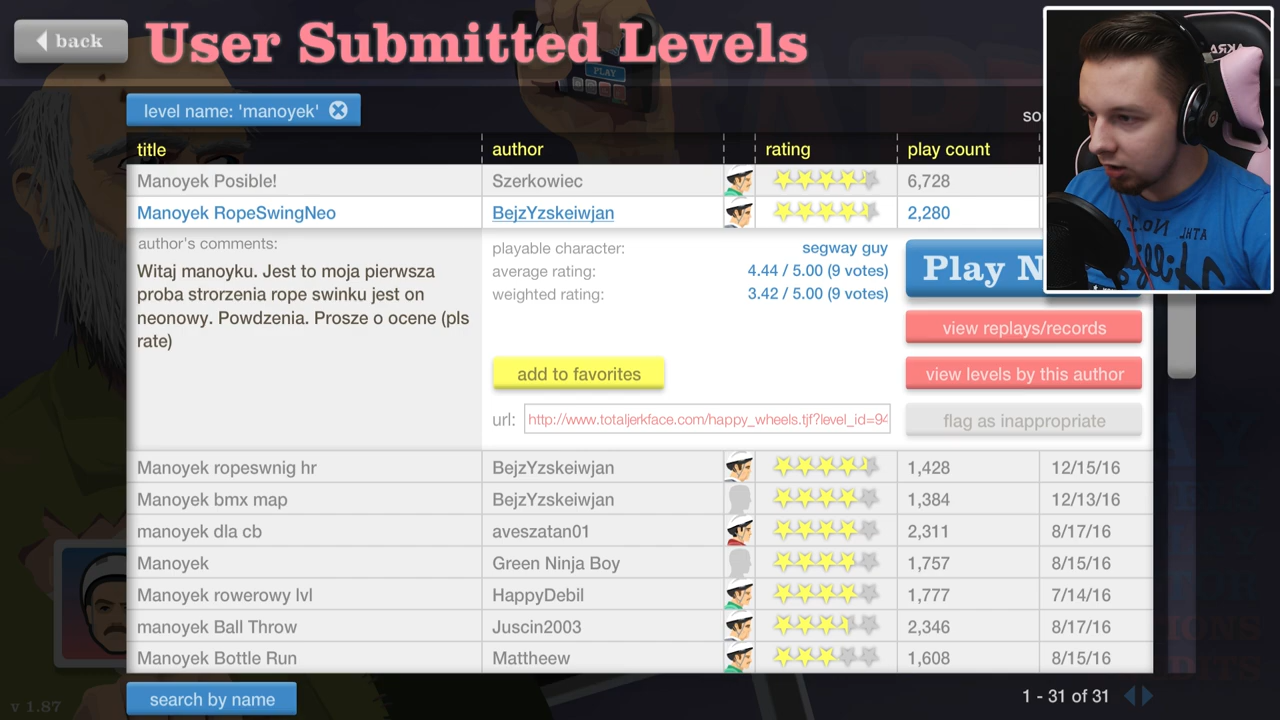 back
User Submitted Levels
PLAY
level name: 'manoyek'
so
title author rating play count
Manoyek Posible! Szerkowiec 6,728
Manoyek RopeSwingNeo BejzYzskeiwjan 2,280
author's comments:
Witaj manoyku. Jest to moja pierwsza
proba strorzenia rope swinku jest on
neonowy. Powdzenia. Prosze o ocene (pls
rate)
playable character: segway guy
average rating: 4.44 / 5.00 (9 votes)
weighted rating: 3.42 / 5.00 (9 votes)
Play N
view replays/records
add to favorites
view levels by this author
url: http://www.totaljerkface.com/happy_wheels.tjf?level_id=94
flag as inappropriate
Manoyek ropeswnig hr BejzYzskeiwjan 1,428 12/15/16
Manoyek bmx map BejzYzskeiwjan 1,384 12/13/16
manoyek dla cb aveszatan01 2,311 8/17/16
Manoyek Green Ninja Boy 1,757 8/15/16
Manoyek rowerowy lvl HappyDebil 1,777 7/14/16
manoyek Ball Throw Juscin2003 2,346 8/17/16
Manoyek Bottle Run Mattheew 1,608 8/15/16
search by name
1 - 31 of 31
v 1.87